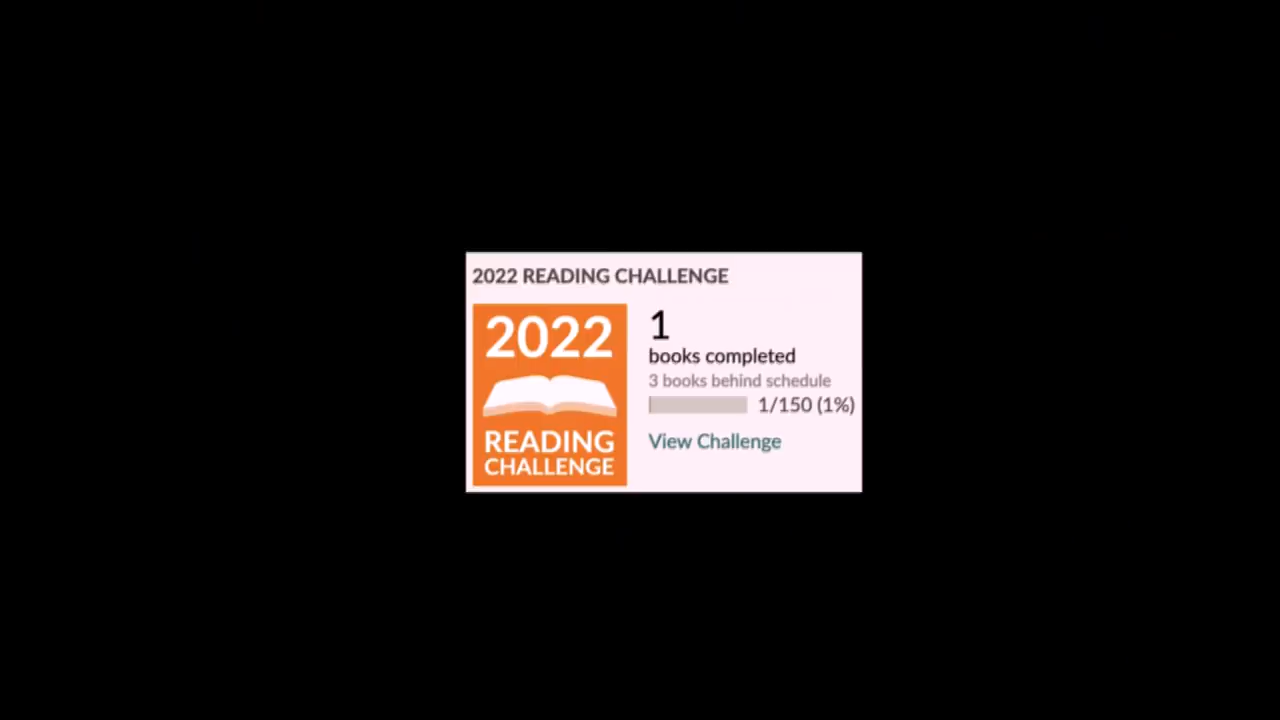 2022 READING CHALLENGE
2022
READING
CHALLENGE
1
books completed
3 books behind schedule
1/150 (1%)
View Challenge